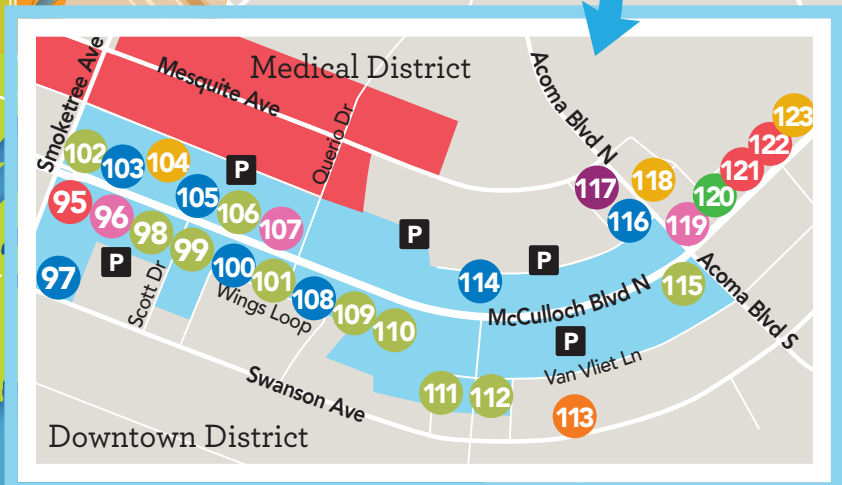 Medical District
Mesquite Ave
Smoketree Ave
Querio Dr
Acoma Blvd N
123
122
121
120
119
118
117
116
102
103
104
P
105
106
107
95
96
98
99
100
101
97
P
Scott Dr
Wings Loop
108
109
110
P
P
114
McCulloch Blvd N
115
Acoma Blvd S
P
Van Vliet Ln
Swanson Ave
111
112
113
Downtown District